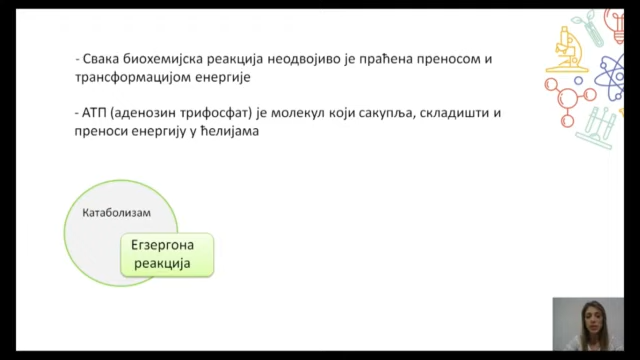 - Свака биохемијска реакција неодвојиво је праћена преносом и
трансформацијом енергије
- АТП (аденозин трифосфат) је молекул који сакупља, складишти и
преноси енергију у ћелијама
Катаболизам
Егзергона
реакција